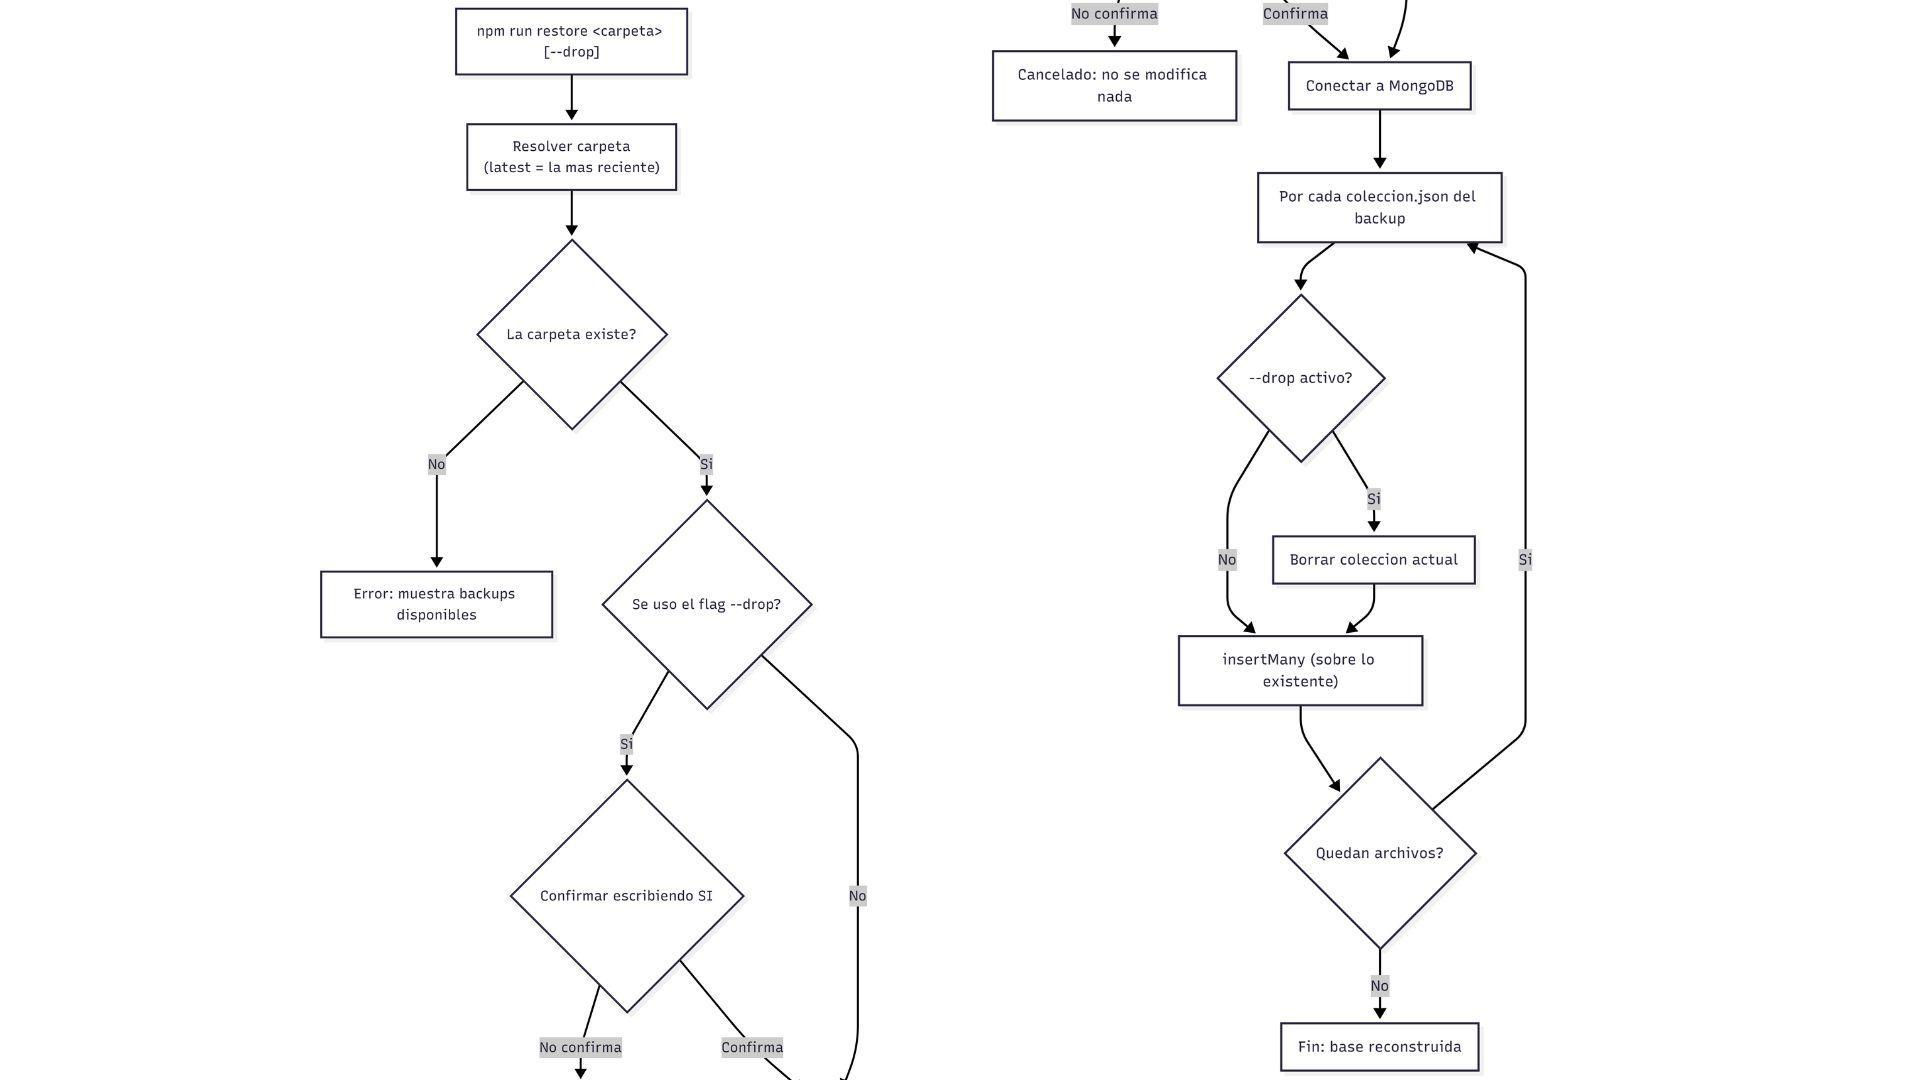 npm run restore <carpeta>
[--drop]
Resolver carpeta
(latest = la mas reciente)
La carpeta existe?
No
Si
Error: muestra backups
disponibles
Se uso el flag --drop?
Si
No
Confirmar escribiendo SI
No confirma
Confirma
No confirma
Confirma
Cancelado: no se modifica
nada
Conectar a MongoDB
Por cada coleccion.json del
backup
--drop activo?
Si
No
Borrar coleccion actual
Si
insertMany (sobre lo
existente)
Quedan archivos?
No
Fin: base reconstruida